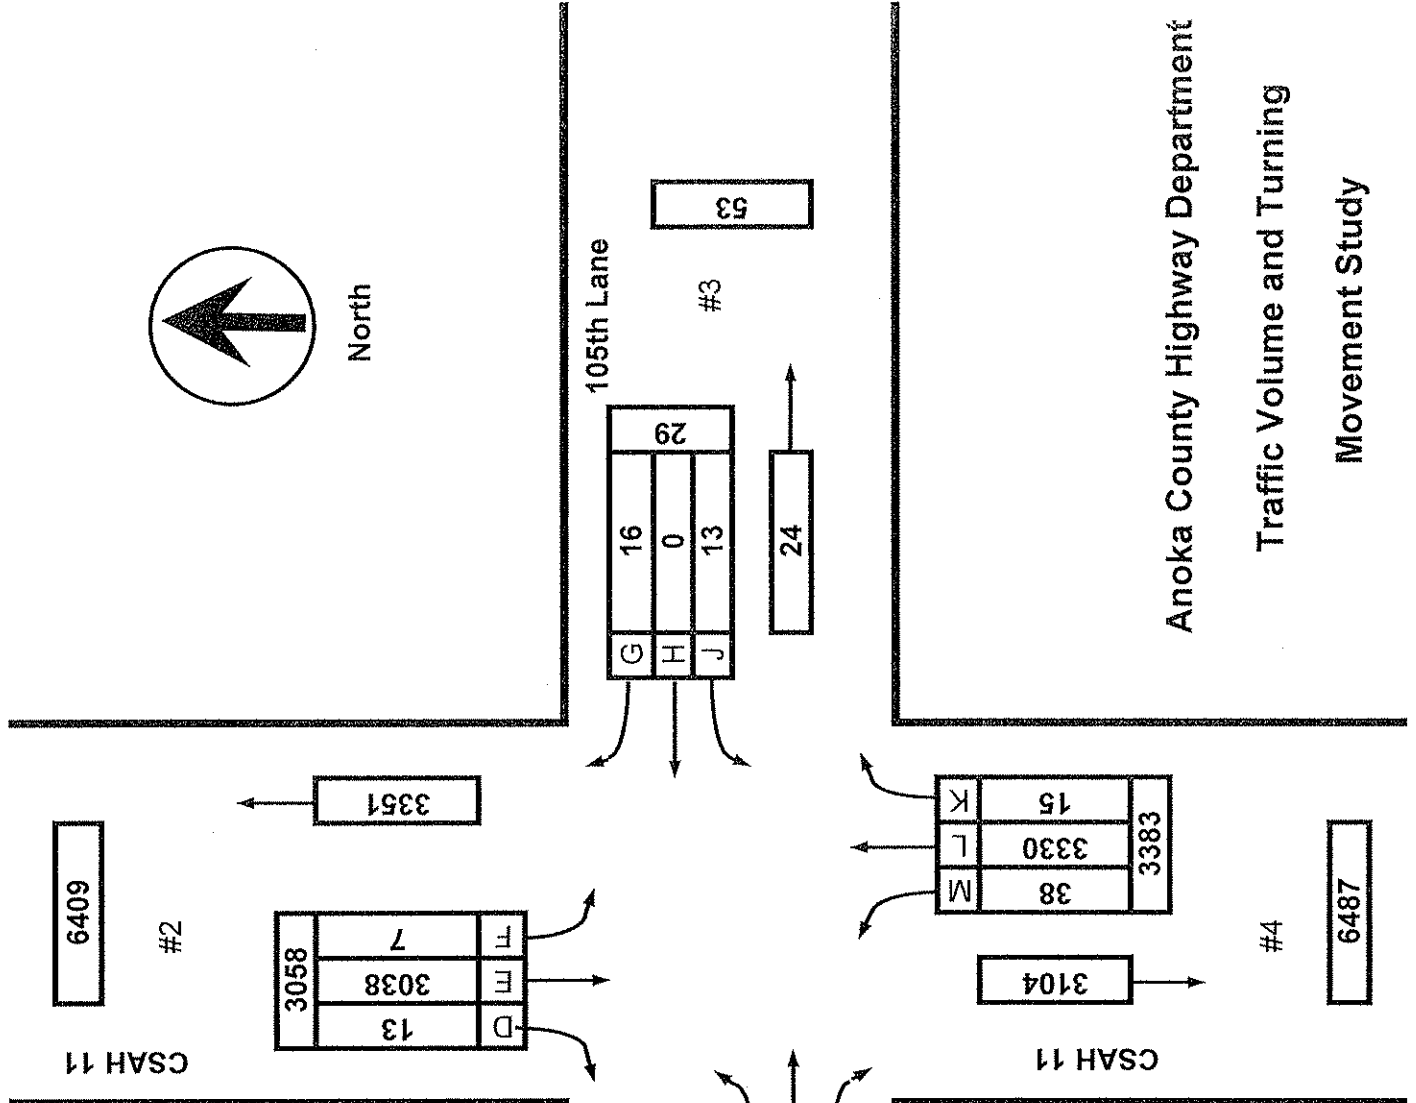 North
105th Lane
#3
53
29
G 16
H 0
J 13
24
6409
#2
CSAH 11
3351
3058
13 3038 7
D E F
K L M
15 3330 38
3383
3104
#4
6487
CSAH 11
Anoka County Highway Department
Traffic Volume and Turning
Movement Study